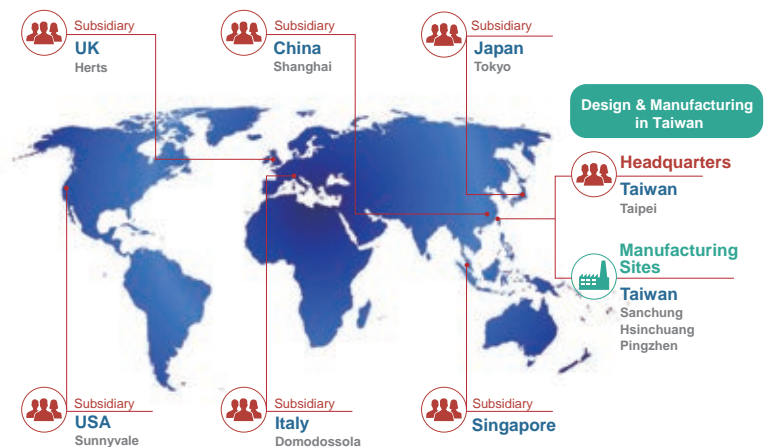 Subsidiary
UK
Herts
Subsidiary
China
Shanghai
Subsidiary
Japan
Tokyo
Design & Manufacturing
in Taiwan
Headquarters
Taiwan
Taipei
Manufacturing
Sites
Taiwan
Sanchung
Hsinchuang
Pingzhen
Subsidiary
USA
Sunnyvale
Subsidiary
Italy
Domodossola
Subsidiary
Singapore